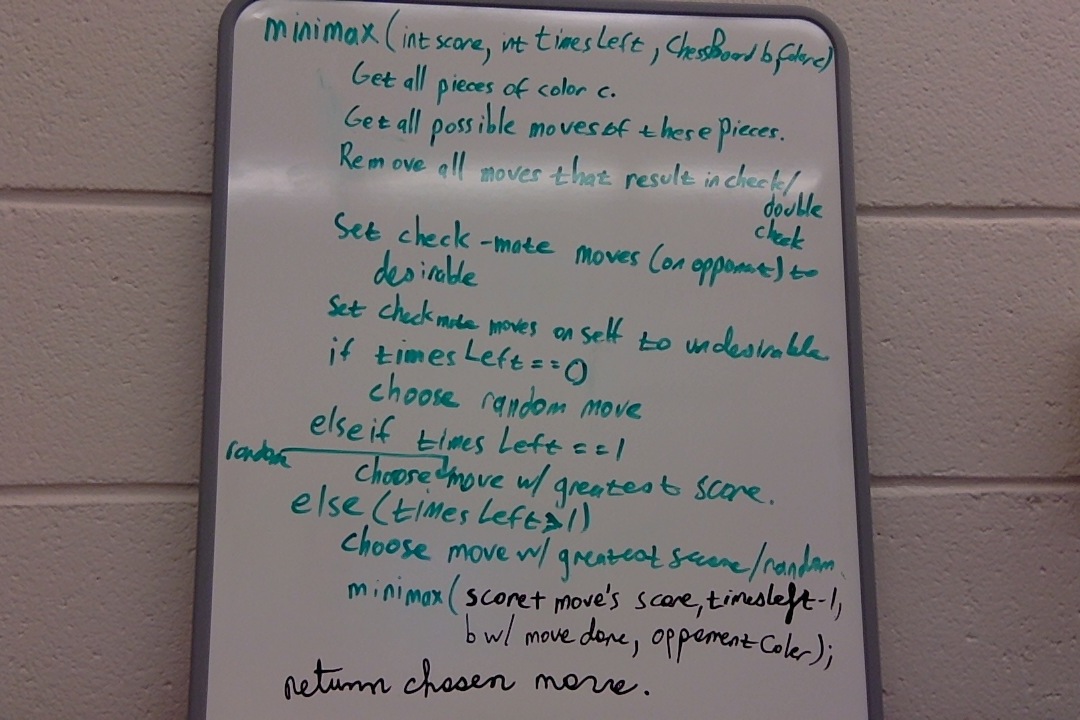 minimax(int score, int timesLeft, ChessBoard b, Color c)
Get all pieces of color c.
Get all possible moves of these pieces.
Remove all moves that result in check/
double
check
Set check-mate moves (on opponent) to
desirable
Set checkmate moves on self to undesirable
if timesLeft==0
choose random move
else if timesLeft==1
random
choose move w/ greatest score.
else(timesLeft>1)
choose move w/ greatest score/random
minimax(score+ move's score, timesleft-1,
b w/ move done, opponent Color);
return chosen move.